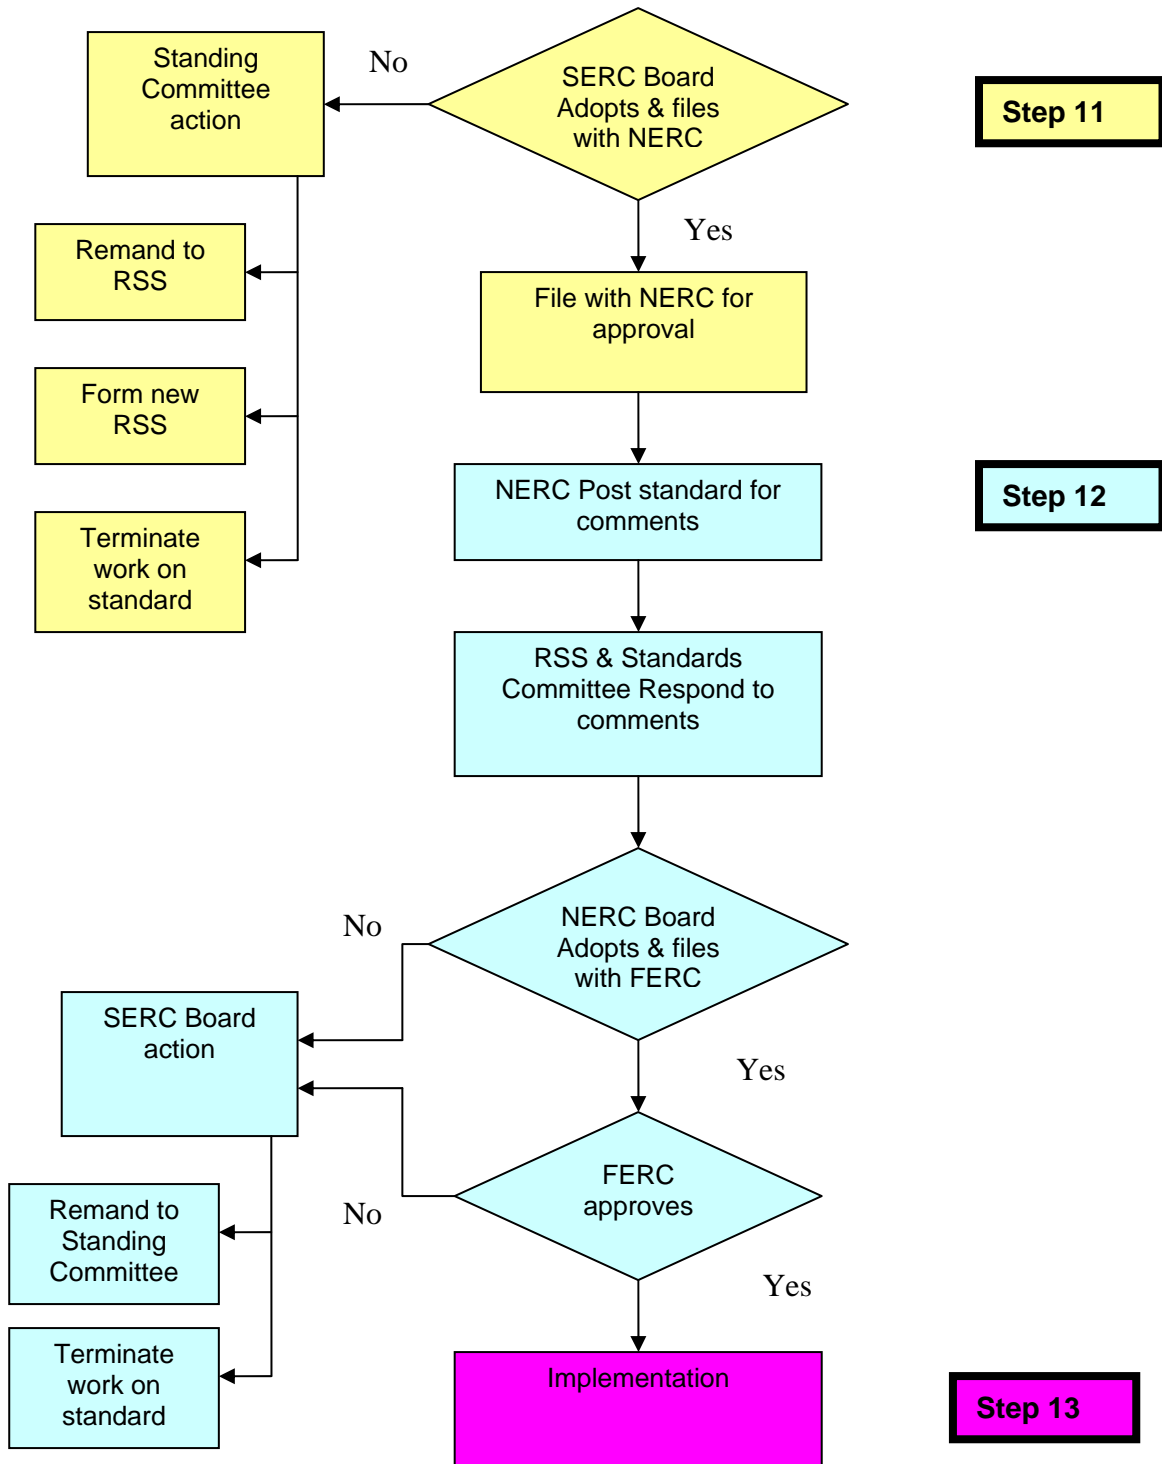 Standing
Committee
action
No
SERC Board
Adopts & files
with NERC
Step 11
Yes
Remand to
RSS
File with NERC for
approval
Form new
RSS
NERC Post standard for
comments
Step 12
Terminate
work on
standard
RSS & Standards
Committee Respond to
comments
No
NERC Board
Adopts & files
with FERC
SERC Board
action
Yes
FERC
approves
No
Remand to
Standing
Committee
Yes
Terminate
work on
standard
Implementation
Step 13